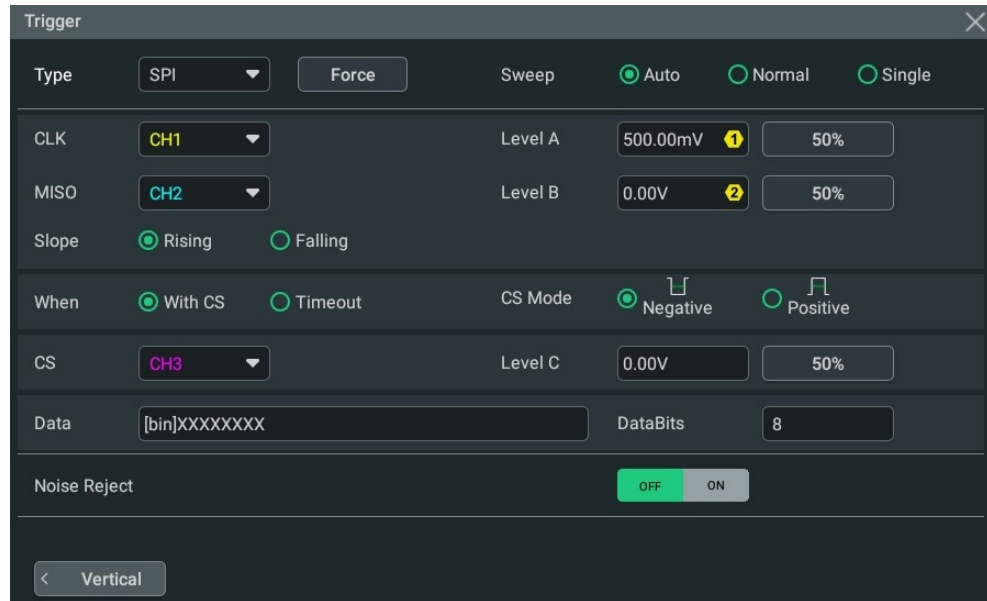 Trigger
Type SPI Force Sweep Auto Normal Single
CLK CH1 Level A 500.00mV 1 50%
MISO CH2 Level B 0.00V 2 50%
Slope Rising Falling
When With CS Timeout CS Mode Negative Positive
CS CH3 Level C 0.00V 50%
Data [bin]XXXXXXXX DataBits 8
Noise Reject OFF ON
< Vertical